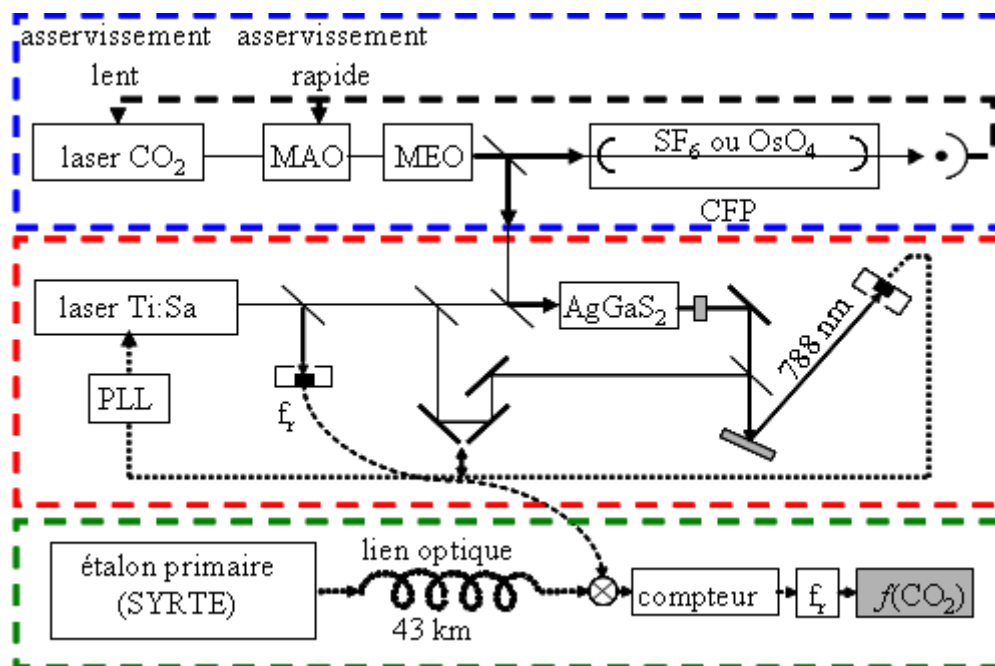 asservissement asservissement
lent rapide
laser CO₂ MAO MEO SF₆ ou OsO₄
CFP
laser Ti:Sa AgGaS₂
788 nm
PLL
fᵣ
étalon primaire
(SYRTE)
lien optique
43 km
compteur fᵣ f(CO₂)